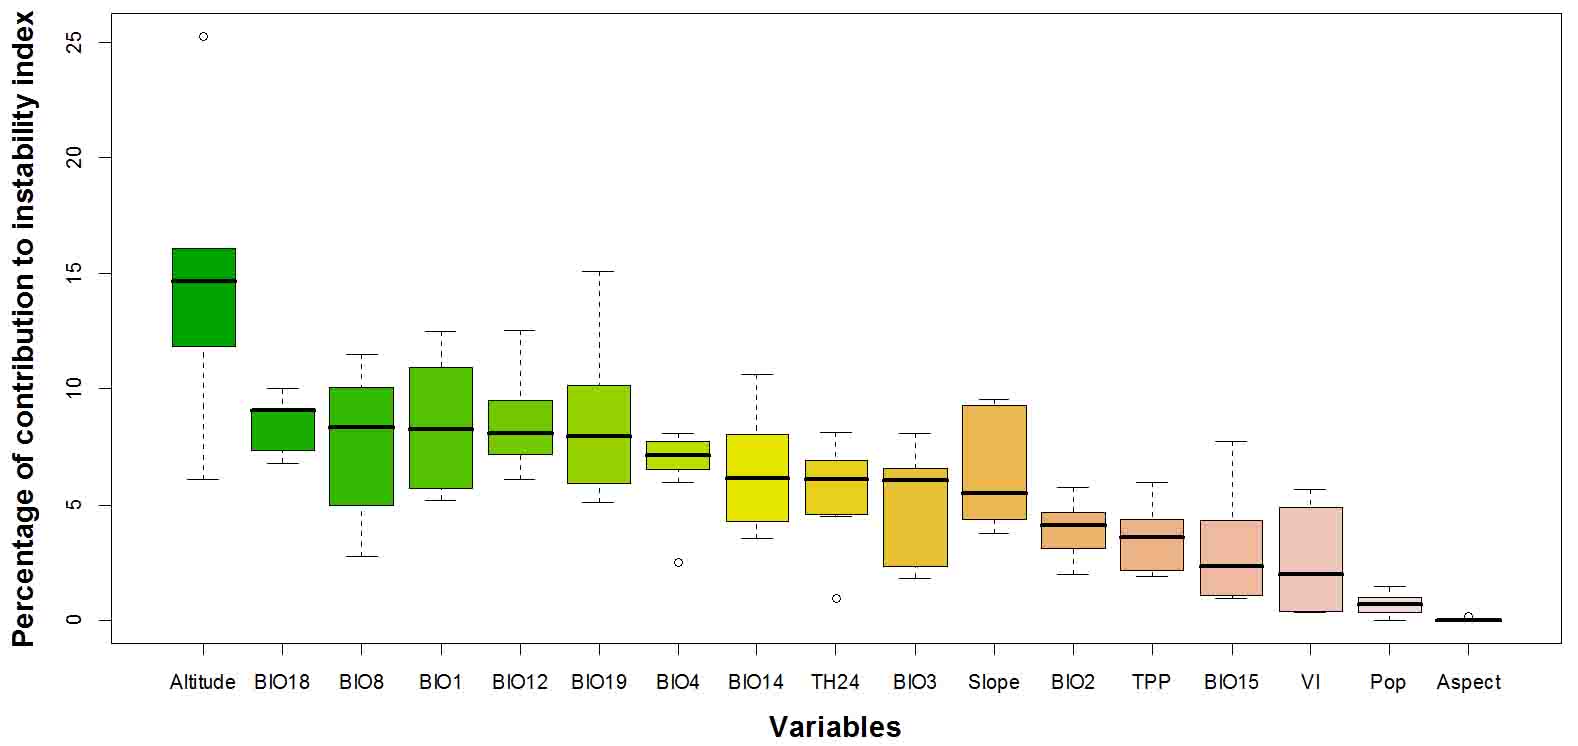 Percentage of contribution to instability index
25
20
15
10
5
0
Altitude BIO18 BIO8 BIO1 BIO12 BIO19 BIO4 BIO14 TH24 BIO3 Slope BIO2 TPP BIO15 VI Pop Aspect
Variables